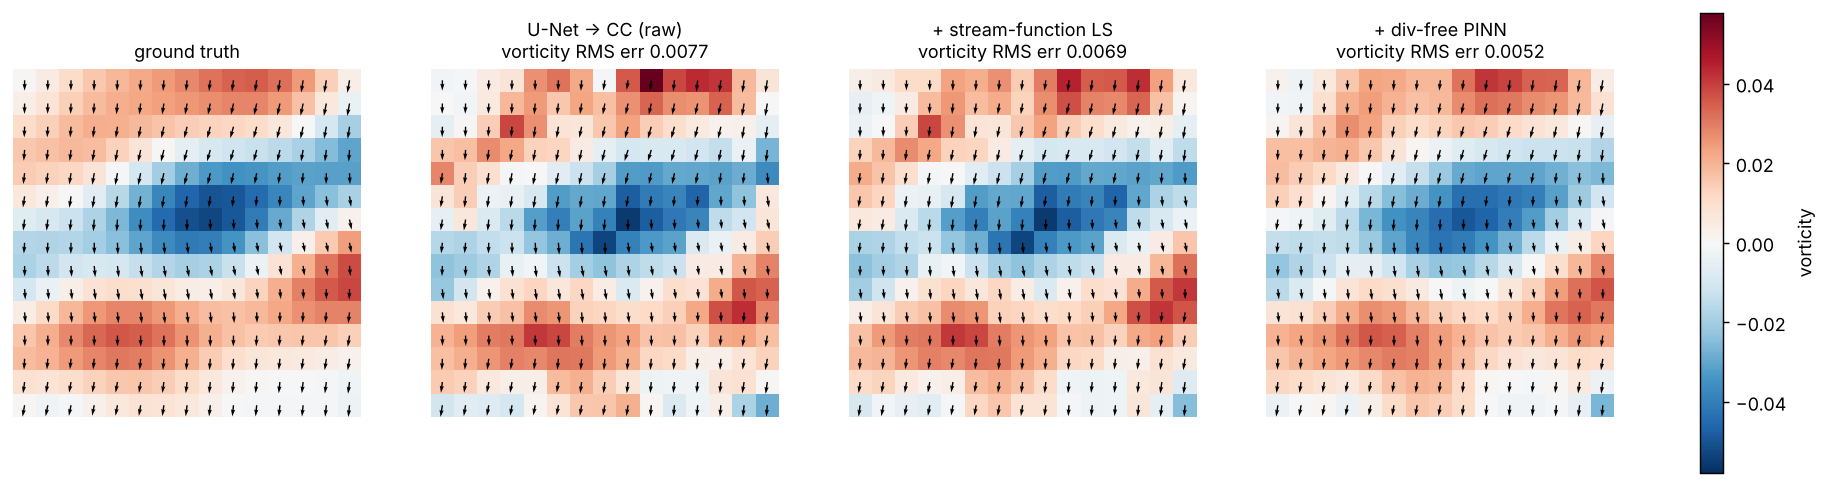 ground truth
U-Net → CC (raw)
vorticity RMS err 0.0077
+ stream-function LS
vorticity RMS err 0.0069
+ div-free PINN
vorticity RMS err 0.0052
0.04
0.02
0.00
−0.02
−0.04
vorticity